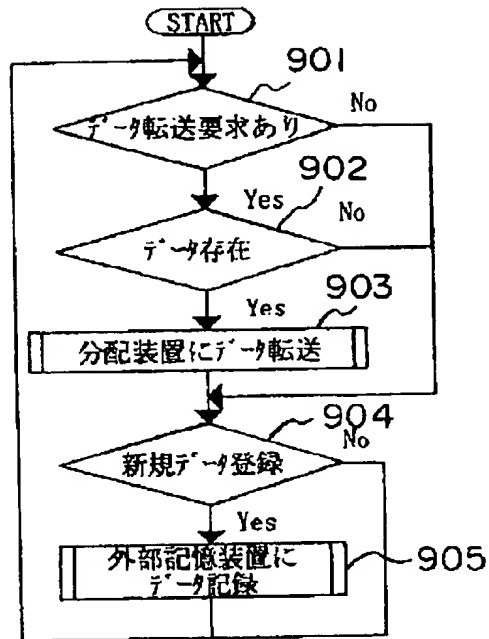 START
901
データ転送要求あり
No
902
Yes
No
データ存在
Yes
903
分配装置にデータ転送
904
No
新規データ登録
Yes
外部記憶装置に
データ記録
905